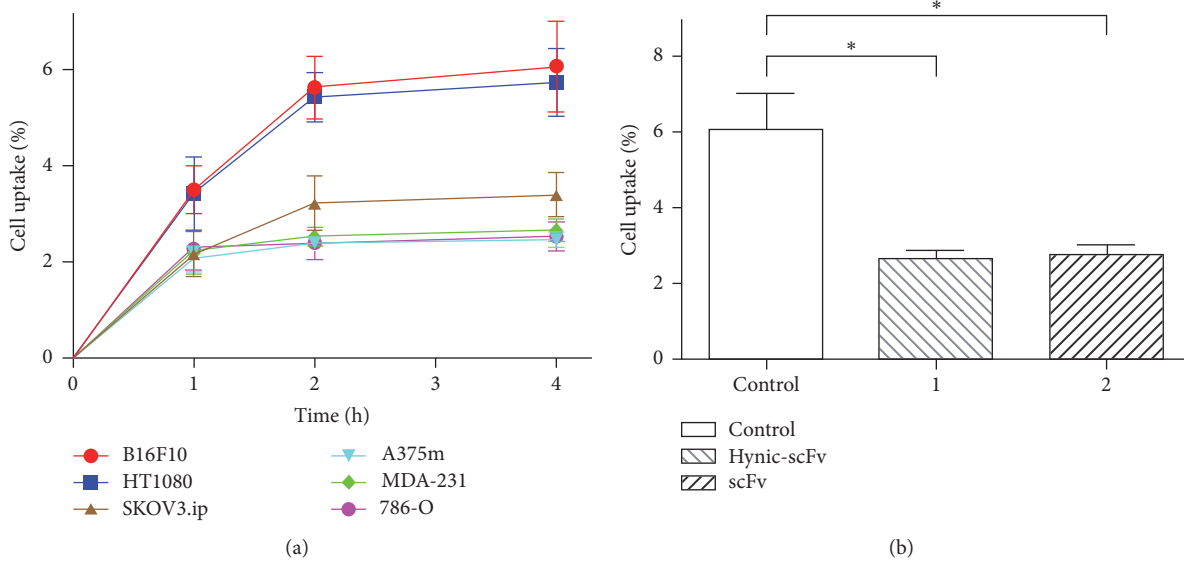 Cell uptake (%)
6
4
2
0
0
1
2
3
4
Time (h)
B16F10
HT1080
SKOV3.ip
A375m
MDA-231
786-O
(a)
Cell uptake (%)
8
6
4
2
0
*
*
Control
1
2
Control
Hynic-scFv
scFv
(b)